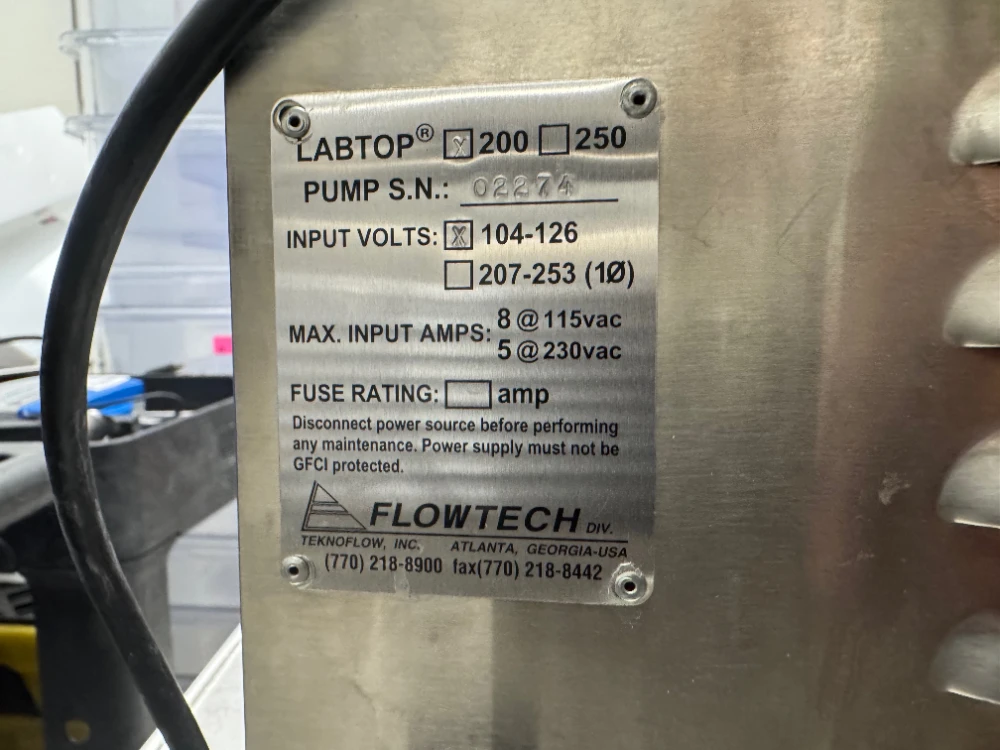 LABTOP® ☒ 200 ☐ 250
PUMP S.N.: 02274
INPUT VOLTS: ☒ 104-126
☐ 207-253 (1Ø)
MAX. INPUT AMPS: 8 @ 115vac
5 @ 230vac
FUSE RATING: ☐ amp
Disconnect power source before performing
any maintenance. Power supply must not be
GFCI protected.
FLOWTECH DIV.
TEKNOFLOW, INC. ATLANTA, GEORGIA-USA
(770) 218-8900 fax(770) 218-8442